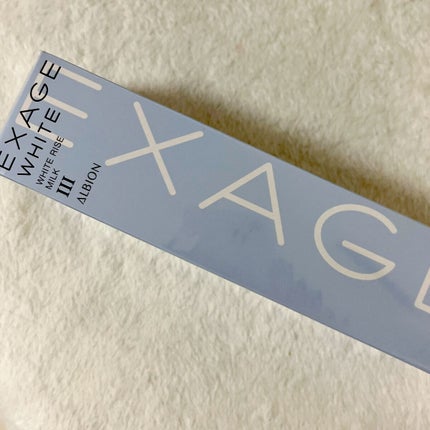 EXAGE
WHITE
WHITE RISE
MILK
III
ALBION
EXAGE